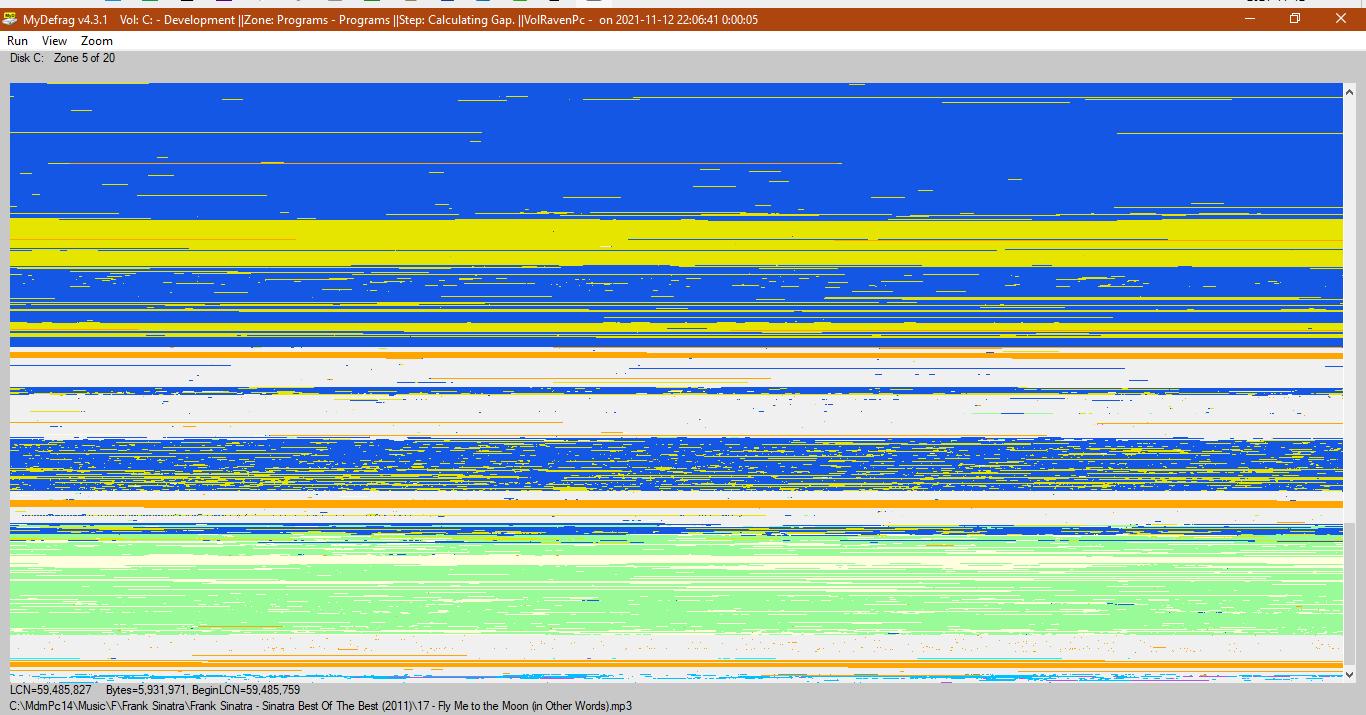 MyDefrag v4.3.1 Vol: C: - Development ||Zone: Programs - Programs ||Step: Calculating Gap. ||VolRavenPc - on 2021-11-12 22:06:41 0:00:05
Run View Zoom
Disk C: Zone 5 of 20
LCN=59,485,827 Bytes=5,931,971, BeginLCN=59,485,759
C:\MdmPc14\Music\F\Frank Sinatra\Frank Sinatra - Sinatra Best Of The Best (2011)\17 - Fly Me to the Moon (in Other Words).mp3